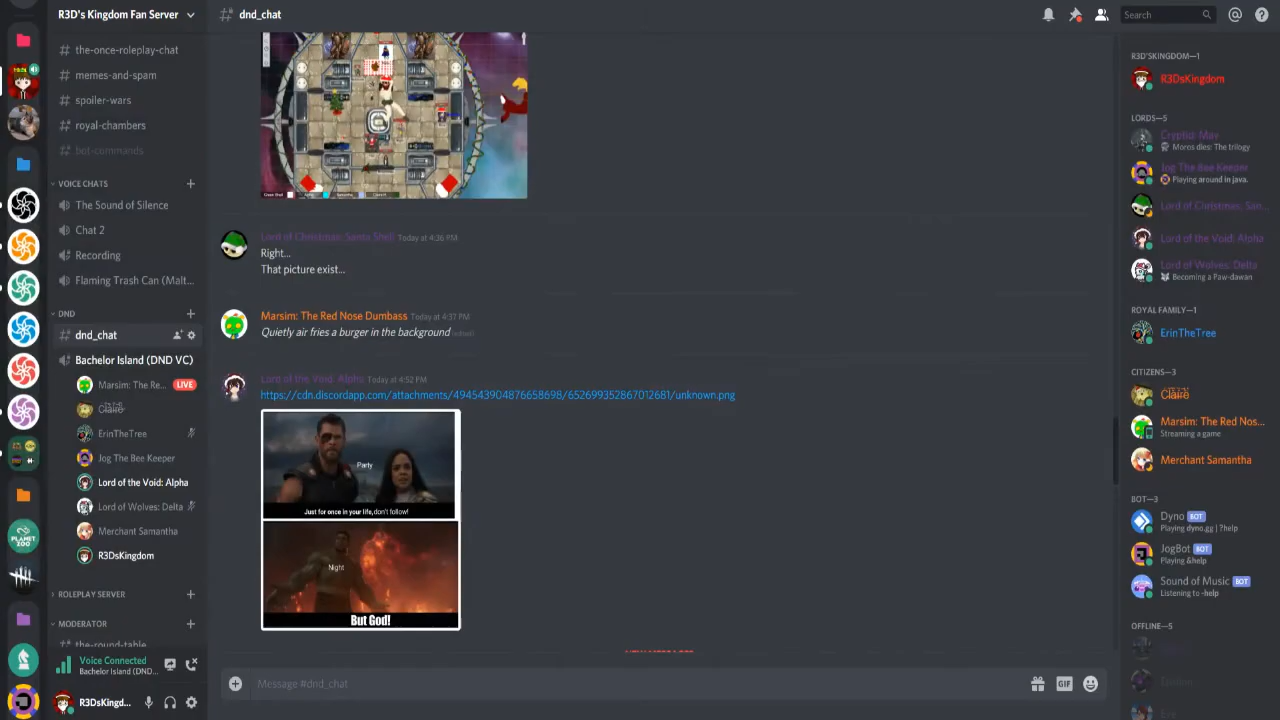 R3D's Kingdom Fan Server
# the-once-roleplay-chat
# memes-and-spam
# spoiler-wars
# royal-chambers
# bot-commands
VOICE CHATS
The Sound of Silence
Chat 2
Recording
Flaming Trash Can (Malt...
DND
# dnd_chat
Bachelor Island (DND VC)
Marsim: The Re... LIVE
Claire
ErinTheTree
Jog The Bee Keeper
Lord of the Void: Alpha
Lord of Wolves: Delta
Merchant Samantha
R3DsKingdom
ROLEPLAY SERVER
MODERATOR
# the-round-table
Voice Connected
Bachelor Island (DND...
R3DsKingd...
PLANET ZOO
# dnd_chat
Search
Lord of Christmas: Santa Shell Today at 4:36 PM
Right...
That picture exist...
Marsim: The Red Nose Dumbass Today at 4:37 PM
Quietly air fries a burger in the background (edited)
Lord of the Void: Alpha Today at 4:52 PM
https://cdn.discordapp.com/attachments/494543904876658698/652699352867012681/unknown.png
Party
Just for once in your life, don't follow!
Night
But God!
NEW MESSAGES
Message #dnd_chat
GIF
R3D'SKINGDOM—1
R3DsKingdom
LORDS—5
Cryptid: May
Moros dies: The trilogy
Jog The Bee Keeper
Playing around in java.
Lord of Christmas: San...
Lord of the Void: Alpha
Lord of Wolves: Delta
Becoming a Paw-dawan
ROYAL FAMILY—1
ErinTheTree
CITIZENS—3
Claire
Marsim: The Red Nos...
Streaming a game
Merchant Samantha
BOT—3
Dyno BOT
Playing dyno.gg | ?help
JogBot BOT
Playing &help
Sound of Music BOT
Listening to -help
OFFLINE—5